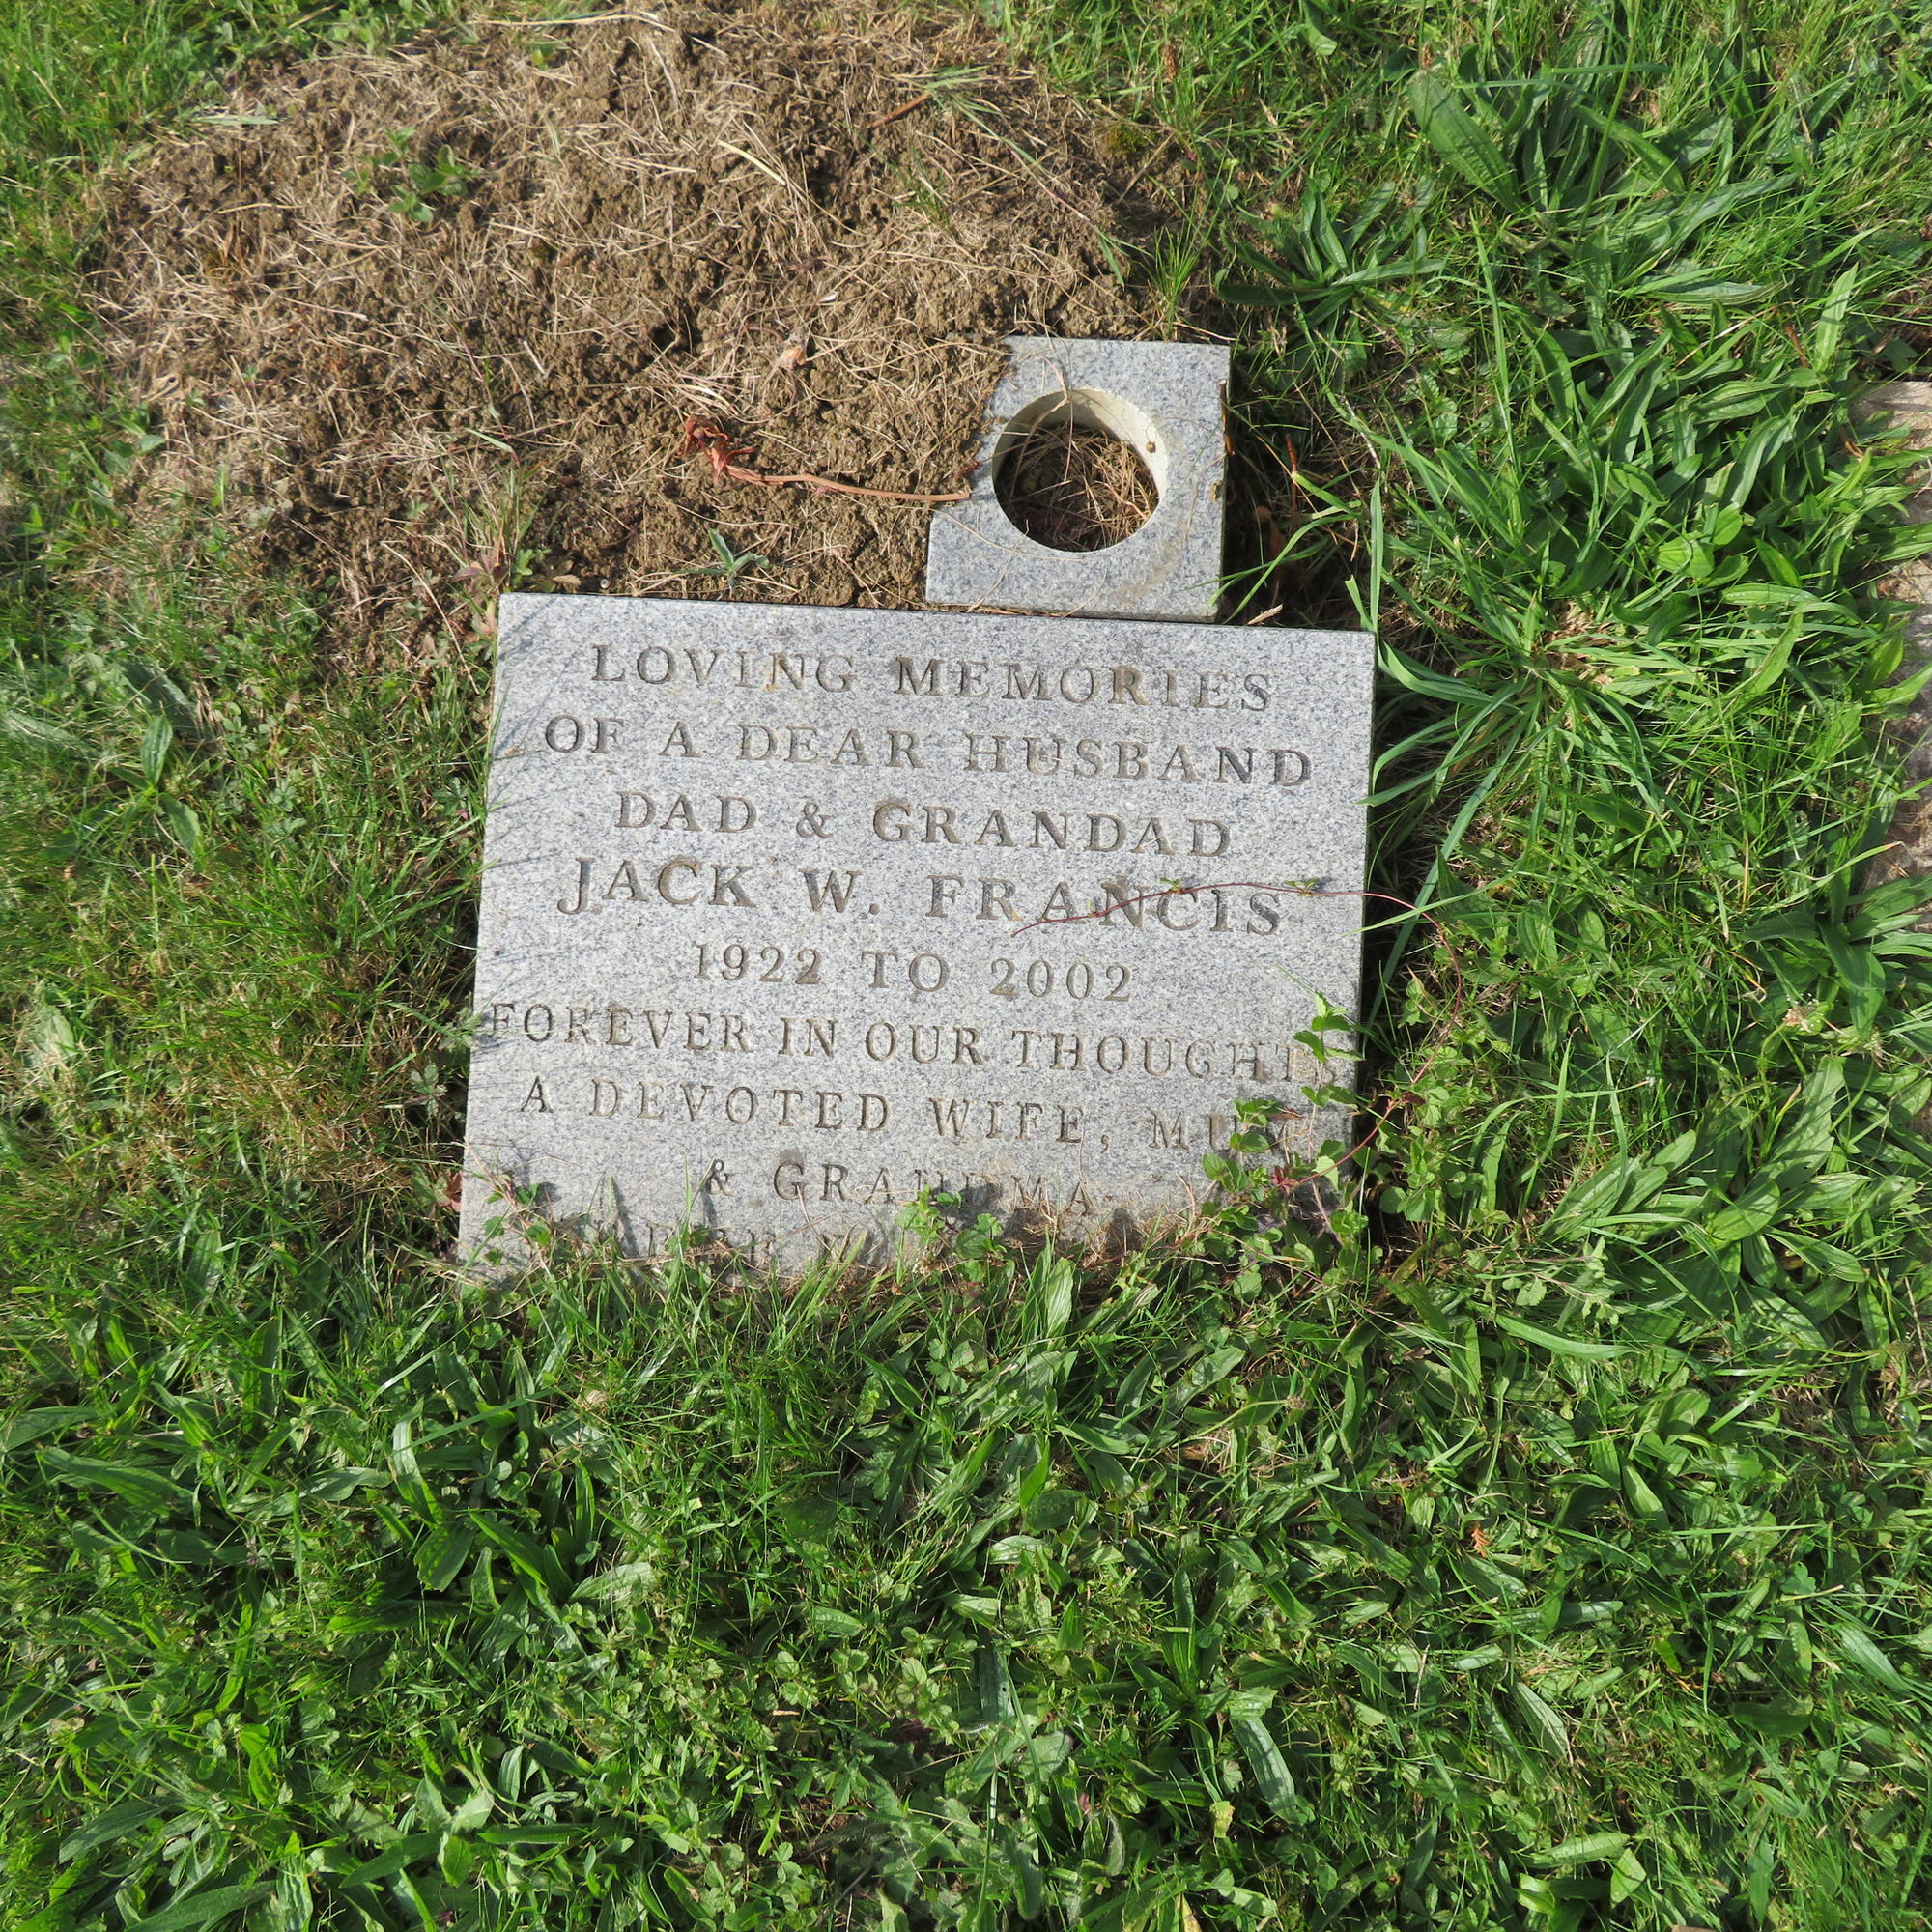 LOVING MEMORIES
OF A DEAR HUSBAND
DAD & GRANDAD
JACK W. FRANCIS
1922 TO 2002
FOREVER IN OUR THOUGHTS
A DEVOTED WIFE, MUM
& GRANDMA